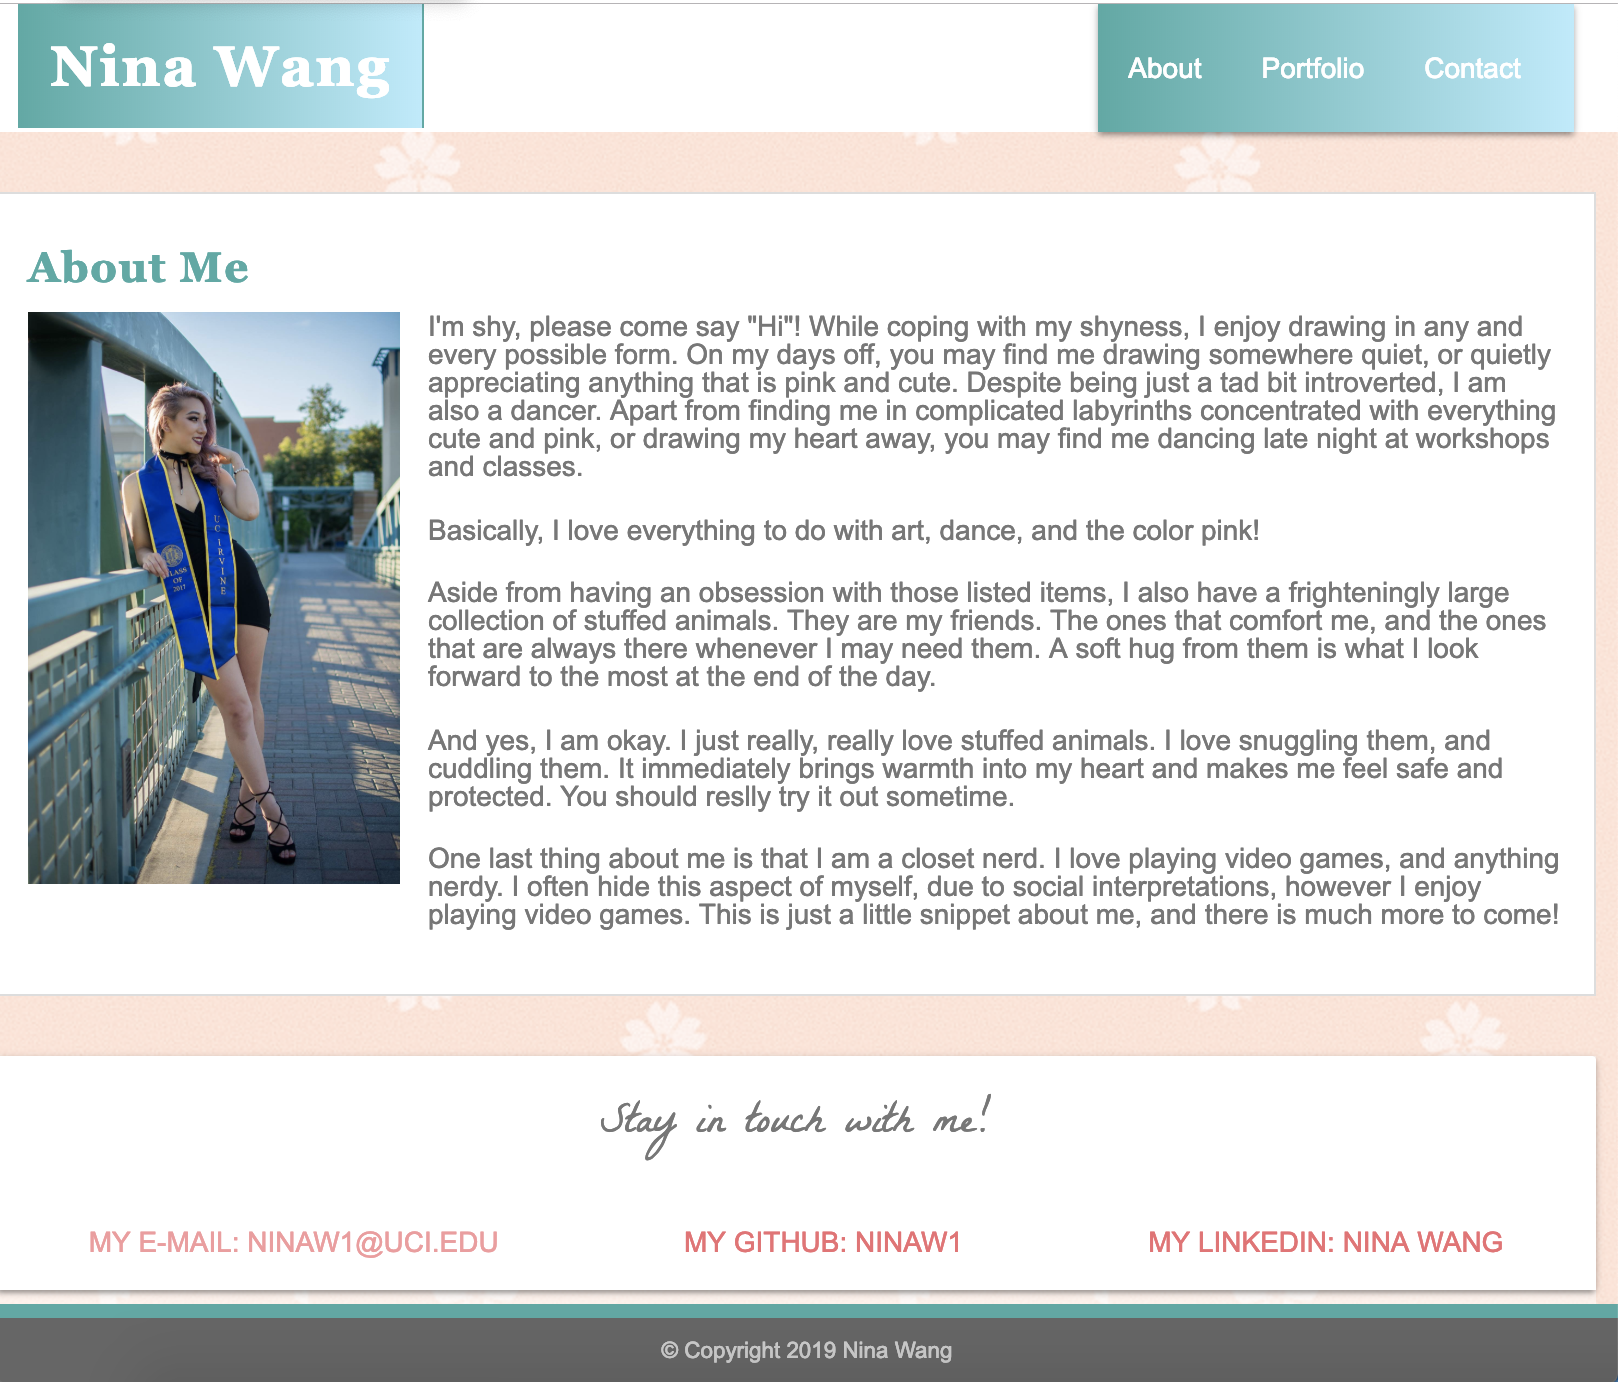 Nina Wang
About Portfolio Contact
About Me
I'm shy, please come say "Hi"! While coping with my shyness, I enjoy drawing in any and
every possible form. On my days off, you may find me drawing somewhere quiet, or quietly
appreciating anything that is pink and cute. Despite being just a tad bit introverted, I am
also a dancer. Apart from finding me in complicated labyrinths concentrated with everything
cute and pink, or drawing my heart away, you may find me dancing late night at workshops
and classes.
Basically, I love everything to do with art, dance, and the color pink!
Aside from having an obsession with those listed items, I also have a frighteningly large
collection of stuffed animals. They are my friends. The ones that comfort me, and the ones
that are always there whenever I may need them. A soft hug from them is what I look
forward to the most at the end of the day.
And yes, I am okay. I just really, really love stuffed animals. I love snuggling them, and
cuddling them. It immediately brings warmth into my heart and makes me feel safe and
protected. You should reslly try it out sometime.
One last thing about me is that I am a closet nerd. I love playing video games, and anything
nerdy. I often hide this aspect of myself, due to social interpretations, however I enjoy
playing video games. This is just a little snippet about me, and there is much more to come!
UC IRVINE
CLASS
OF
2017
Stay in touch with me!
MY E-MAIL: NINAW1@UCI.EDU
MY GITHUB: NINAW1
MY LINKEDIN: NINA WANG
© Copyright 2019 Nina Wang